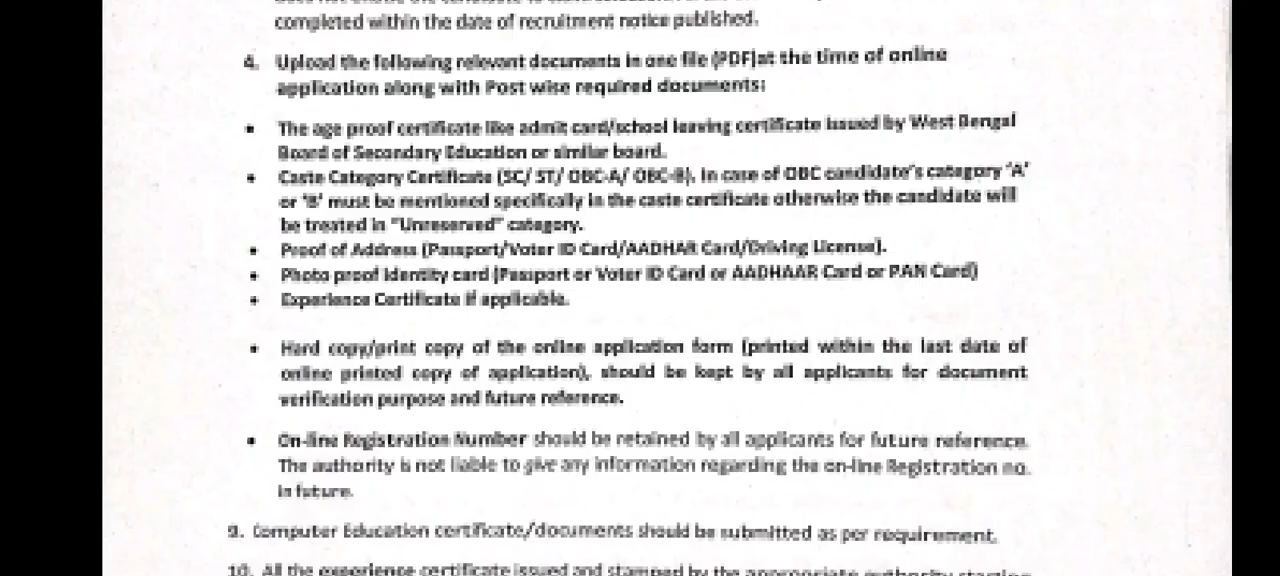 completed within the date of recruitment notice published.
4. Upload the following relevant documents in one file (PDF)at the time of online
application along with Post wise required documents:
• The age proof certificate like admit card/school leaving certificate issued by West Bengal
Board of Secondary Education or similar board.
• Caste Category Certificate (SC/ ST/ OBC-A/ OBC-B). In case of OBC candidate's category 'A'
or 'B' must be mentioned specifically in the caste certificate otherwise the candidate will
be treated in "Unreserved" category.
• Proof of Address (Passport/Voter ID Card/AADHAR Card/Driving License).
• Photo proof Identity card (Passport or Voter ID Card or AADHAAR Card or PAN Card)
• Experience Certificate if applicable.
• Hard copy/print copy of the online application form (printed within the last date of
online printed copy of application), should be kept by all applicants for document
verification purpose and future reference.
• On-line Registration Number should be retained by all applicants for future reference.
The authority is not liable to give any information regarding the on-line Registration no.
in future.
9. Computer Education certificate/documents should be submitted as per requirement.
10. All the experience certificate issued and stamped by the appropriate authority